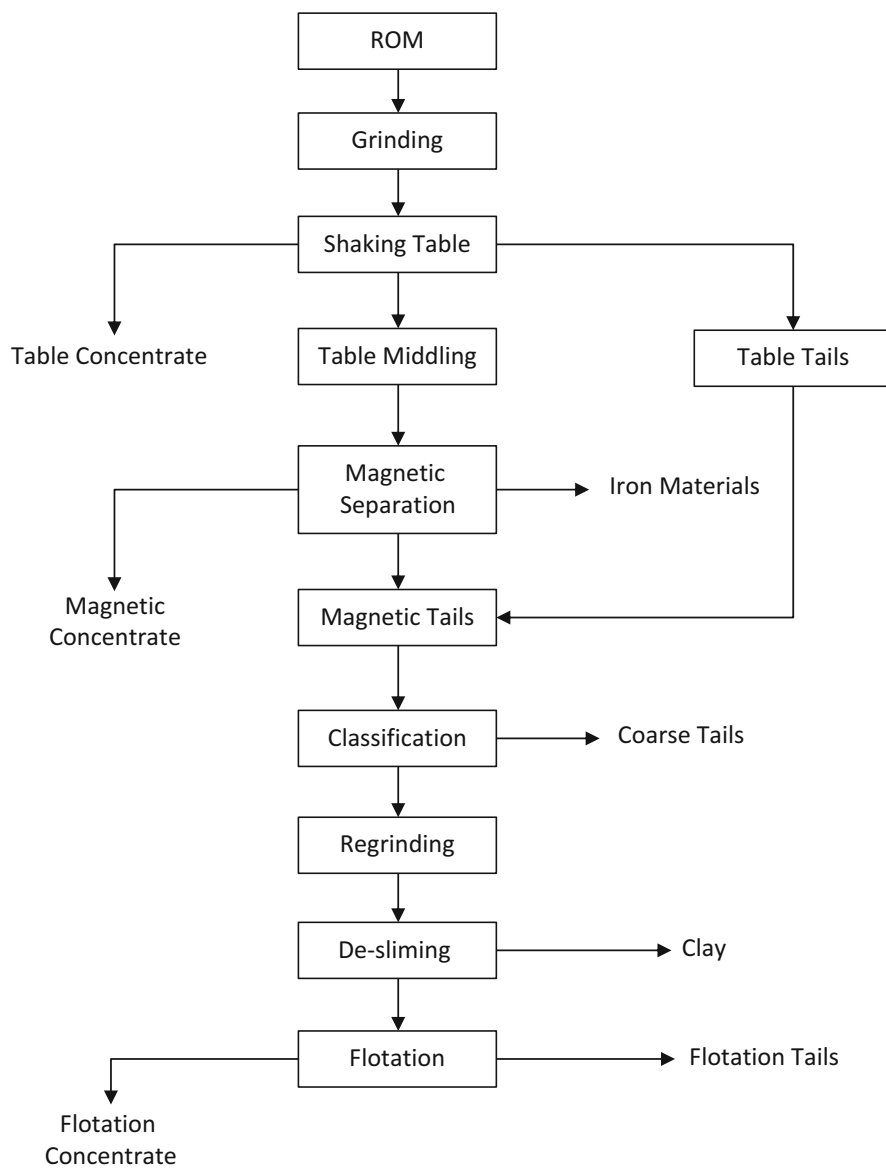 ROM
Grinding
Shaking Table
Table Concentrate
Table Middling
Table Tails
Magnetic
Separation
Iron Materials
Magnetic
Concentrate
Magnetic Tails
Classification
Coarse Tails
Regrinding
De-sliming
Clay
Flotation
Flotation Tails
Flotation
Concentrate